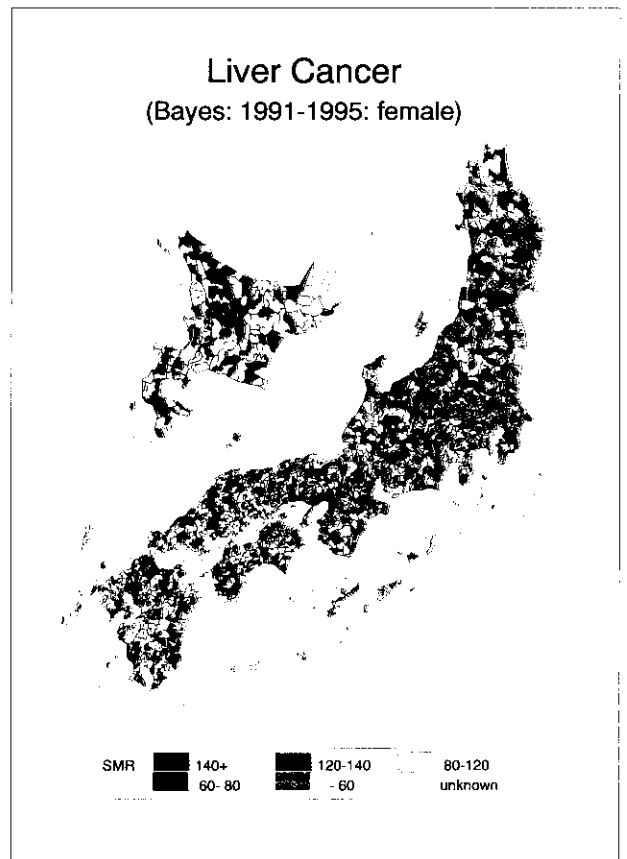 Liver Cancer
(Bayes: 1991-1995: female)
SMR 140+ 120-140 80-120
60- 80 - 60 unknown